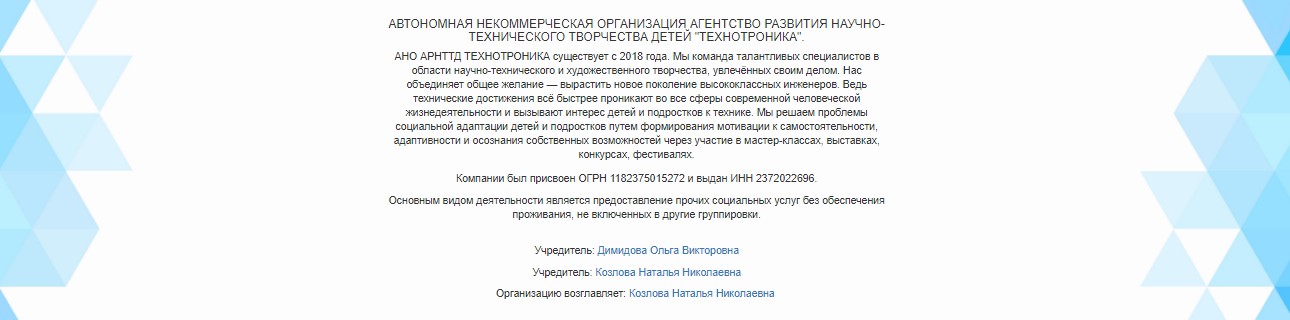 АВТОНОМНАЯ НЕКОММЕРЧЕСКАЯ ОРГАНИЗАЦИЯ АГЕНТСТВО РАЗВИТИЯ НАУЧНО-
ТЕХНИЧЕСКОГО ТВОРЧЕСТВА ДЕТЕЙ "ТЕХНОТРОНИКА".
АНО АРНТТД ТЕХНОТРОНИКА существует с 2018 года. Мы команда талантливых специалистов в
области научно-технического и художественного творчества, увлечённых своим делом. Нас
объединяет общее желание — вырастить новое поколение высококлассных инженеров. Ведь
технические достижения всё быстрее проникают во все сферы современной человеческой
жизнедеятельности и вызывают интерес детей и подростков к технике. Мы решаем проблемы
социальной адаптации детей и подростков путем формирования мотивации к самостоятельности,
адаптивности и осознания собственных возможностей через участие в мастер-классах, выставках,
конкурсах, фестивалях.
Компании был присвоен ОГРН 1182375015272 и выдан ИНН 2372022696.
Основным видом деятельности является предоставление прочих социальных услуг без обеспечения
проживания, не включенных в другие группировки.
Учредитель: Димидова Ольга Викторовна
Учредитель: Козлова Наталья Николаевна
Организацию возглавляет: Козлова Наталья Николаевна